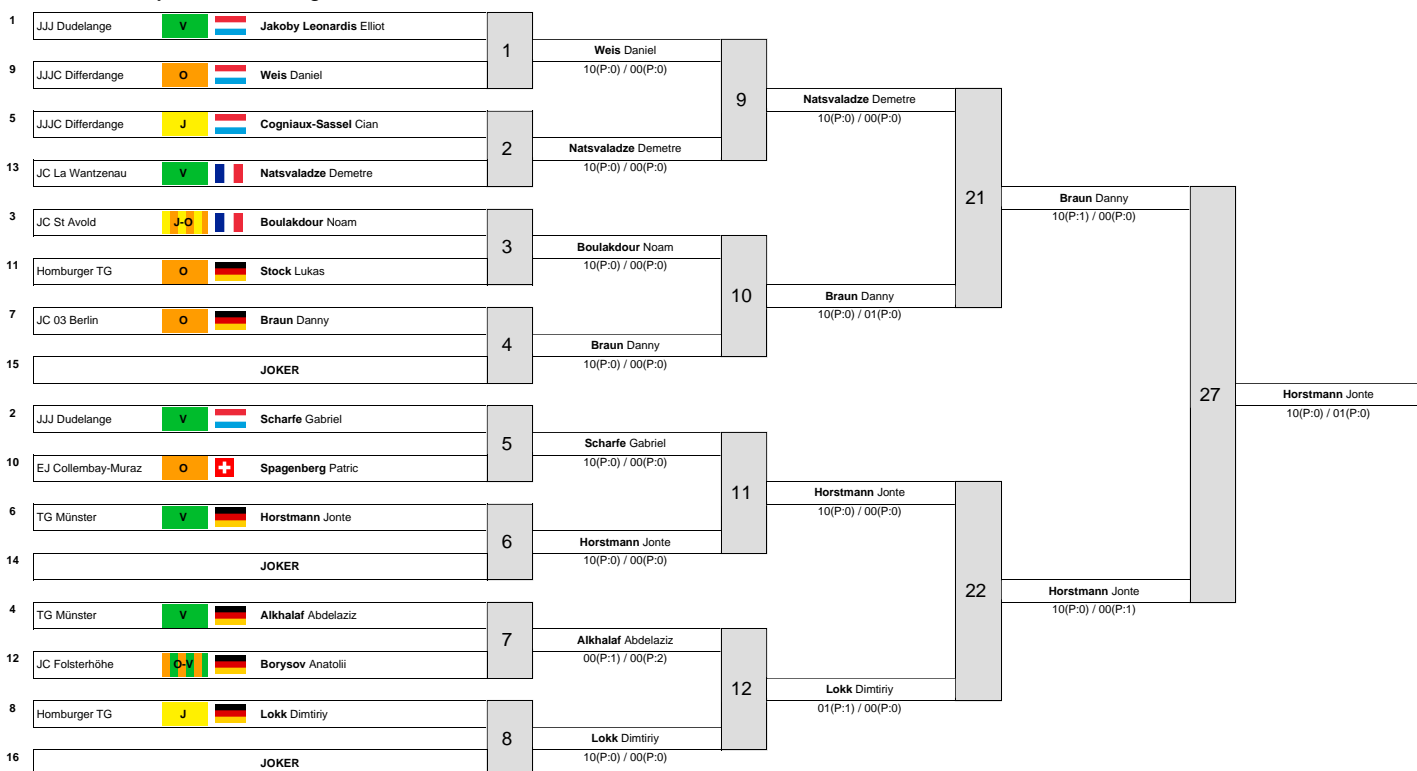 1 JJJ Dudelange V Jakoby Leonardis Elliot
1
Weis Daniel
10(P:0) / 00(P:0)
9 JJJC Differdange O Weis Daniel
9
Natsvaladze Demetre
10(P:0) / 00(P:0)
5 JJJC Differdange J Cogniaux-Sassel Cian
2
Natsvaladze Demetre
10(P:0) / 00(P:0)
13 JC La Wantzenau V Natsvaladze Demetre
21
Braun Danny
10(P:1) / 00(P:0)
3 JC St Avold J-O Boulakdour Noam
3
Boulakdour Noam
10(P:0) / 00(P:0)
11 Homburger TG O Stock Lukas
10
Braun Danny
10(P:0) / 01(P:0)
7 JC 03 Berlin O Braun Danny
4
Braun Danny
10(P:0) / 00(P:0)
15 JOKER
27
Horstmann Jonte
10(P:0) / 01(P:0)
2 JJJ Dudelange V Scharfe Gabriel
5
Scharfe Gabriel
10(P:0) / 00(P:0)
10 EJ Collembay-Muraz O Spagenberg Patric
11
Horstmann Jonte
10(P:0) / 00(P:0)
6 TG Münster V Horstmann Jonte
6
Horstmann Jonte
10(P:0) / 00(P:0)
14 JOKER
22
Horstmann Jonte
10(P:0) / 00(P:1)
4 TG Münster V Alkhalaf Abdelaziz
7
Alkhalaf Abdelaziz
00(P:1) / 00(P:2)
12 JC Folsterhöhe O-V Borysov Anatolii
12
Lokk Dimtiriy
01(P:1) / 00(P:0)
8 Homburger TG J Lokk Dimtiriy
8
Lokk Dimtiriy
10(P:0) / 00(P:0)
16 JOKER